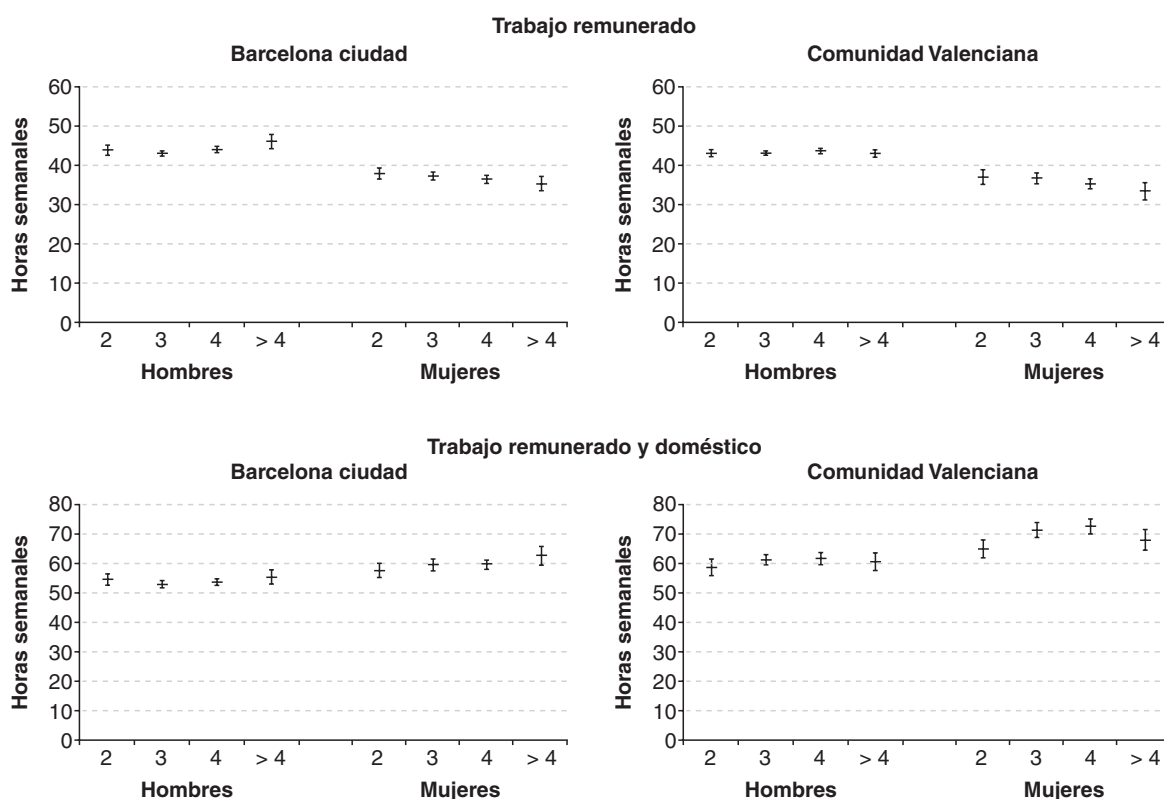 Trabajo remunerado
Barcelona ciudad
Comunidad Valenciana
Horas semanales
60
50
40
30
20
10
0
2 3 4 > 4 2 3 4 > 4
Hombres Mujeres
Horas semanales
60
50
40
30
20
10
0
2 3 4 > 4 2 3 4 > 4
Hombres Mujeres
Trabajo remunerado y doméstico
Barcelona ciudad
Comunidad Valenciana
Horas semanales
80
70
60
50
40
30
20
10
0
2 3 4 > 4 2 3 4 > 4
Hombres Mujeres
Horas semanales
80
70
60
50
40
30
20
10
0
2 3 4 > 4 2 3 4 > 4
Hombres Mujeres